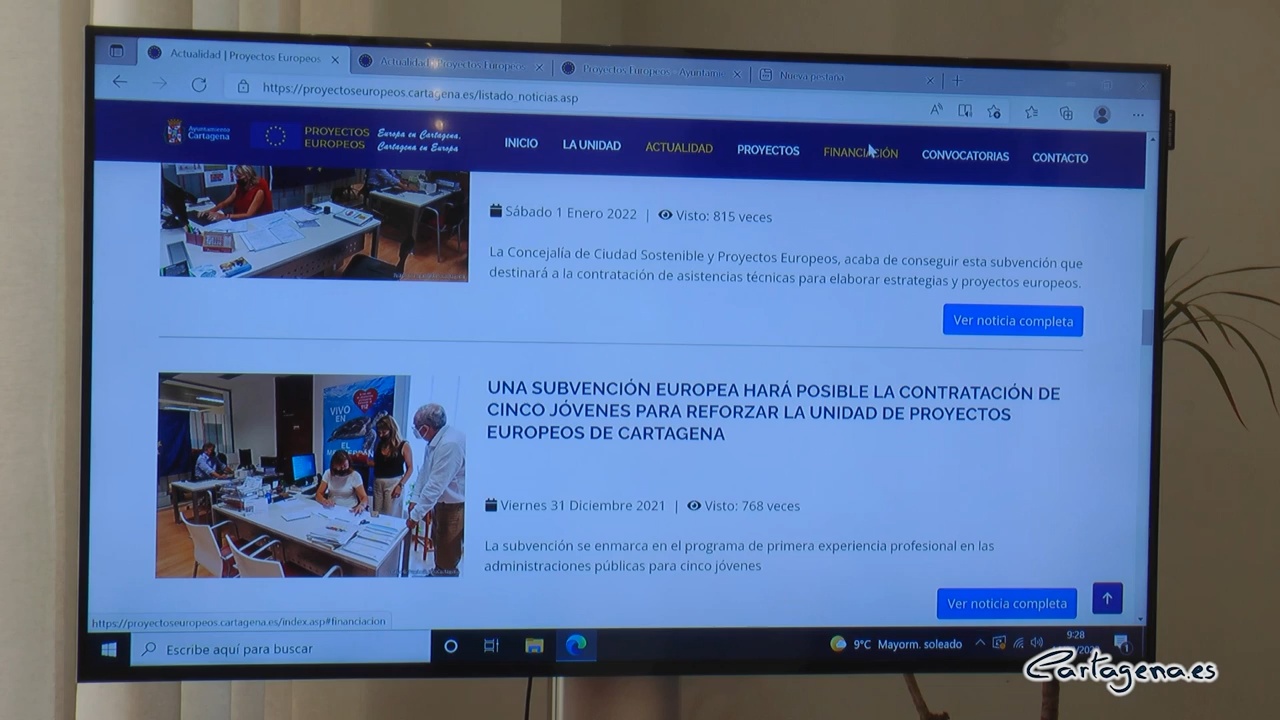 Actualidad | Proyectos Europeos
Actualidad | Proyectos Europeos
Proyectos Europeos - Ayuntamie
Nueva pestaña
https://proyectoseuropeos.cartagena.es/listado_noticias.asp
Ayuntamiento
Cartagena
PROYECTOS
EUROPEOS
Europa en Cartagena,
Cartagena en Europa
INICIO
LA UNIDAD
ACTUALIDAD
PROYECTOS
FINANCIACIÓN
CONVOCATORIAS
CONTACTO
Sábado 1 Enero 2022 | Visto: 815 veces
La Concejalía de Ciudad Sostenible y Proyectos Europeos, acaba de conseguir esta subvención que
destinará a la contratación de asistencias técnicas para elaborar estrategias y proyectos europeos.
Ver noticia completa
VIVO
EN
EL
UNA SUBVENCIÓN EUROPEA HARÁ POSIBLE LA CONTRATACIÓN DE
CINCO JÓVENES PARA REFORZAR LA UNIDAD DE PROYECTOS
EUROPEOS DE CARTAGENA
Viernes 31 Diciembre 2021 | Visto: 768 veces
La subvención se enmarca en el programa de primera experiencia profesional en las
administraciones públicas para cinco jóvenes
Ver noticia completa
https://proyectoseuropeos.cartagena.es/index.asp#financiacion
Escribe aquí para buscar
9°C Mayorm. soleado
9:28
1
Cartagena.es